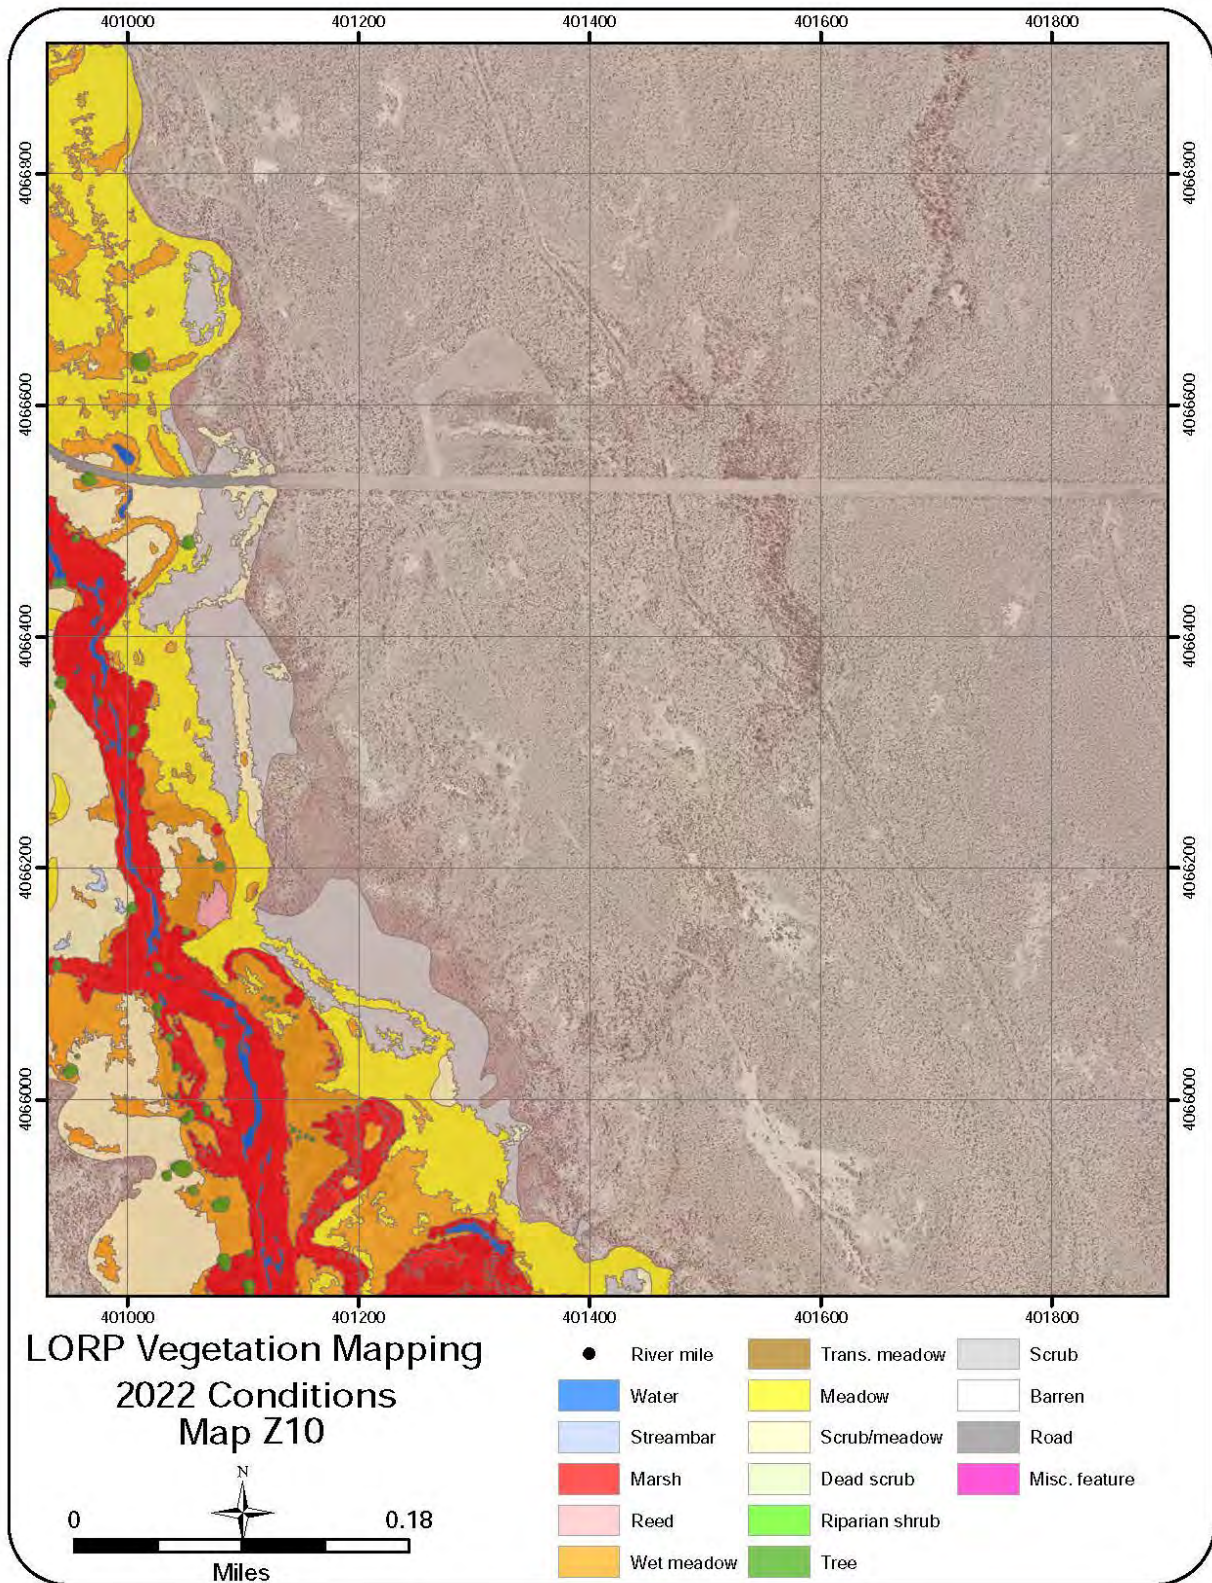 401000 401200 401400 401600 401800
4066800 4066800
4066600 4066600
4066400 4066400
4066200 4066200
4066000 4066000
401000 401200 401400 401600 401800
LORP Vegetation Mapping
2022 Conditions
Map Z10
N
0 0.18
Miles
River mile
Water
Streambar
Marsh
Reed
Wet meadow
Trans. meadow
Meadow
Scrub/meadow
Dead scrub
Riparian shrub
Tree
Scrub
Barren
Road
Misc. feature